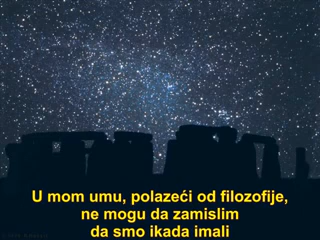 U mom umu, polazeći od filozofije,
ne mogu da zamislim
da smo ikada imali